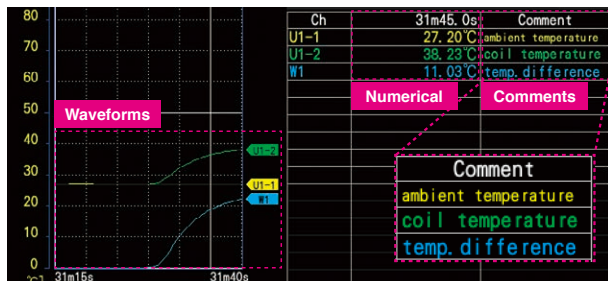 80
70
60
50
40
30
20
10
0
Waveforms
U1-2
U1-1
W1
31m15s 31m40s
Ch 31m45.0s Comment
U1-1 27.20℃ ambient temperature
U1-2 38.23℃ coil temperature
W1 11.03℃ temp.difference
Numerical Comments
Comment
ambient temperature
coil temperature
temp.difference